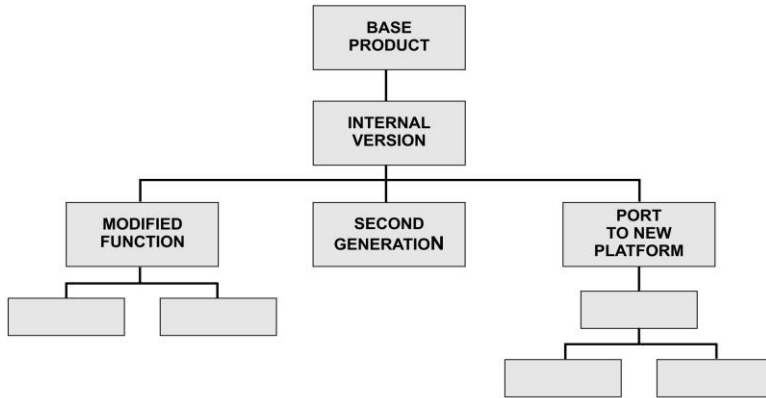 BASE
PRODUCT
INTERNAL
VERSION
MODIFIED
FUNCTION
SECOND
GENERATION
PORT
TO NEW
PLATFORM